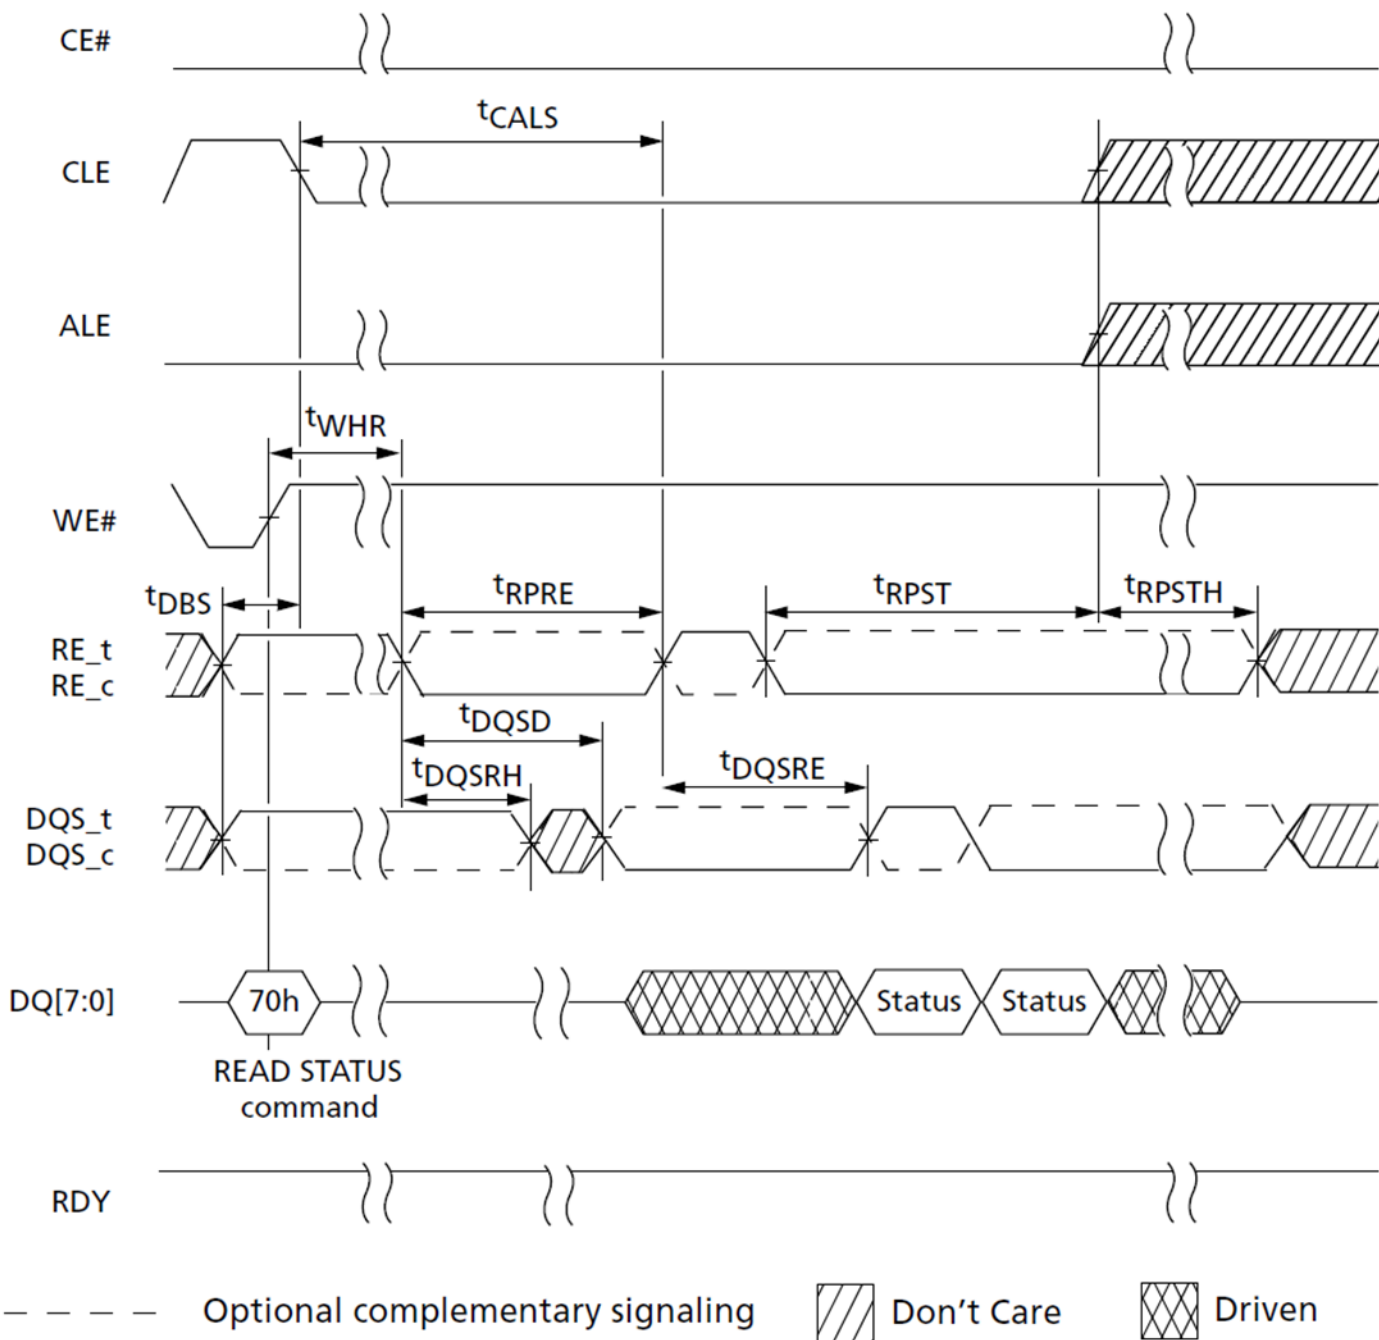 CE#
tCALS
CLE
ALE
tWHR
WE#
tDBS
tRPRE
tRPST
tRPSTH
RE_t
RE_c
tDQSD
tDQSRH
tDQSRE
DQS_t
DQS_c
DQ[7:0]
70h
Status
Status
READ STATUS
command
RDY
Optional complementary signaling
Don't Care
Driven